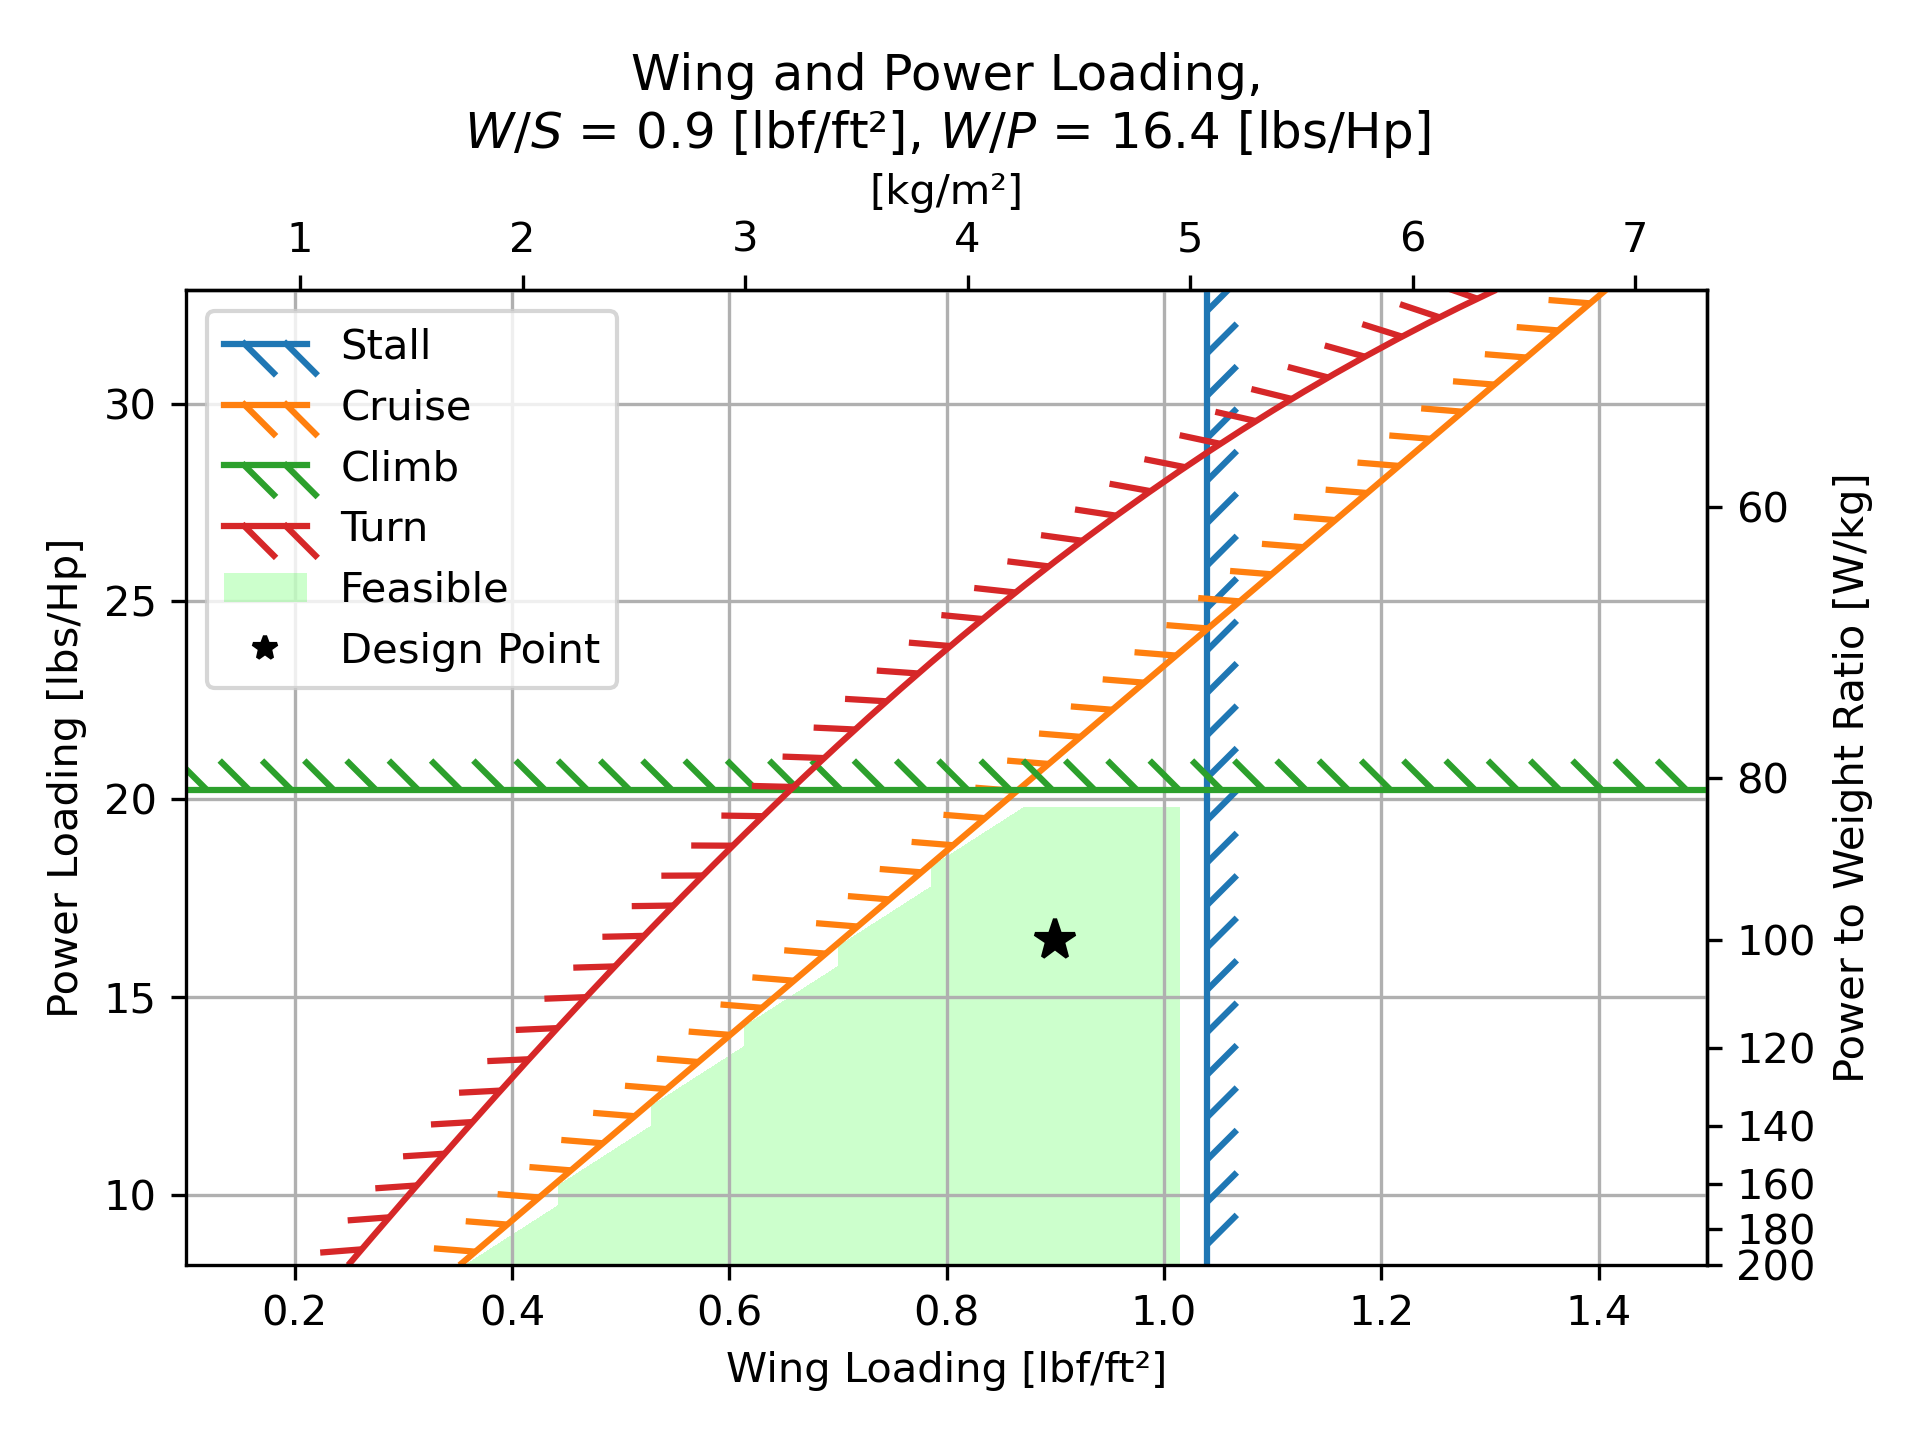 Wing and Power Loading,
W/S = 0.9 [lbf/ft²], W/P = 16.4 [lbs/Hp]
[kg/m²]
1 2 3 4 5 6 7
Stall
Cruise
Climb
Turn
Feasible
Design Point
Power Loading [lbs/Hp]
30
25
20
15
10
60
80
100
120
140
160
180
200
Power to Weight Ratio [W/kg]
0.2 0.4 0.6 0.8 1.0 1.2 1.4
Wing Loading [lbf/ft²]